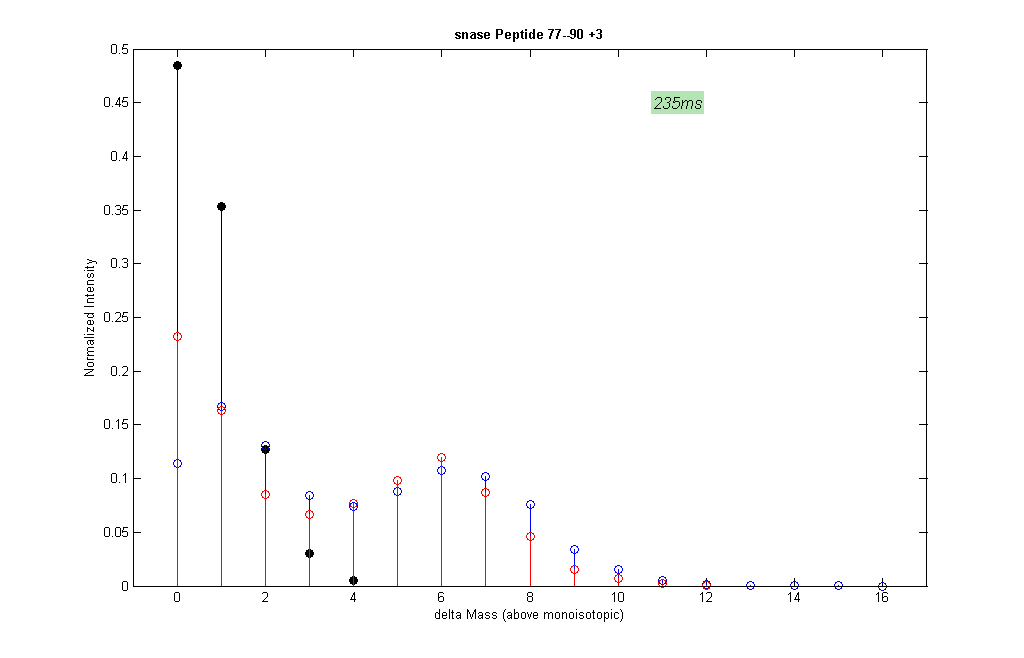 snase Peptide 77--90 +3
235ms
Normalized Intensity
0.5
0.45
0.4
0.35
0.3
0.25
0.2
0.15
0.1
0.05
0
0 2 4 6 8 10 12 14 16
delta Mass (above monoisotopic)